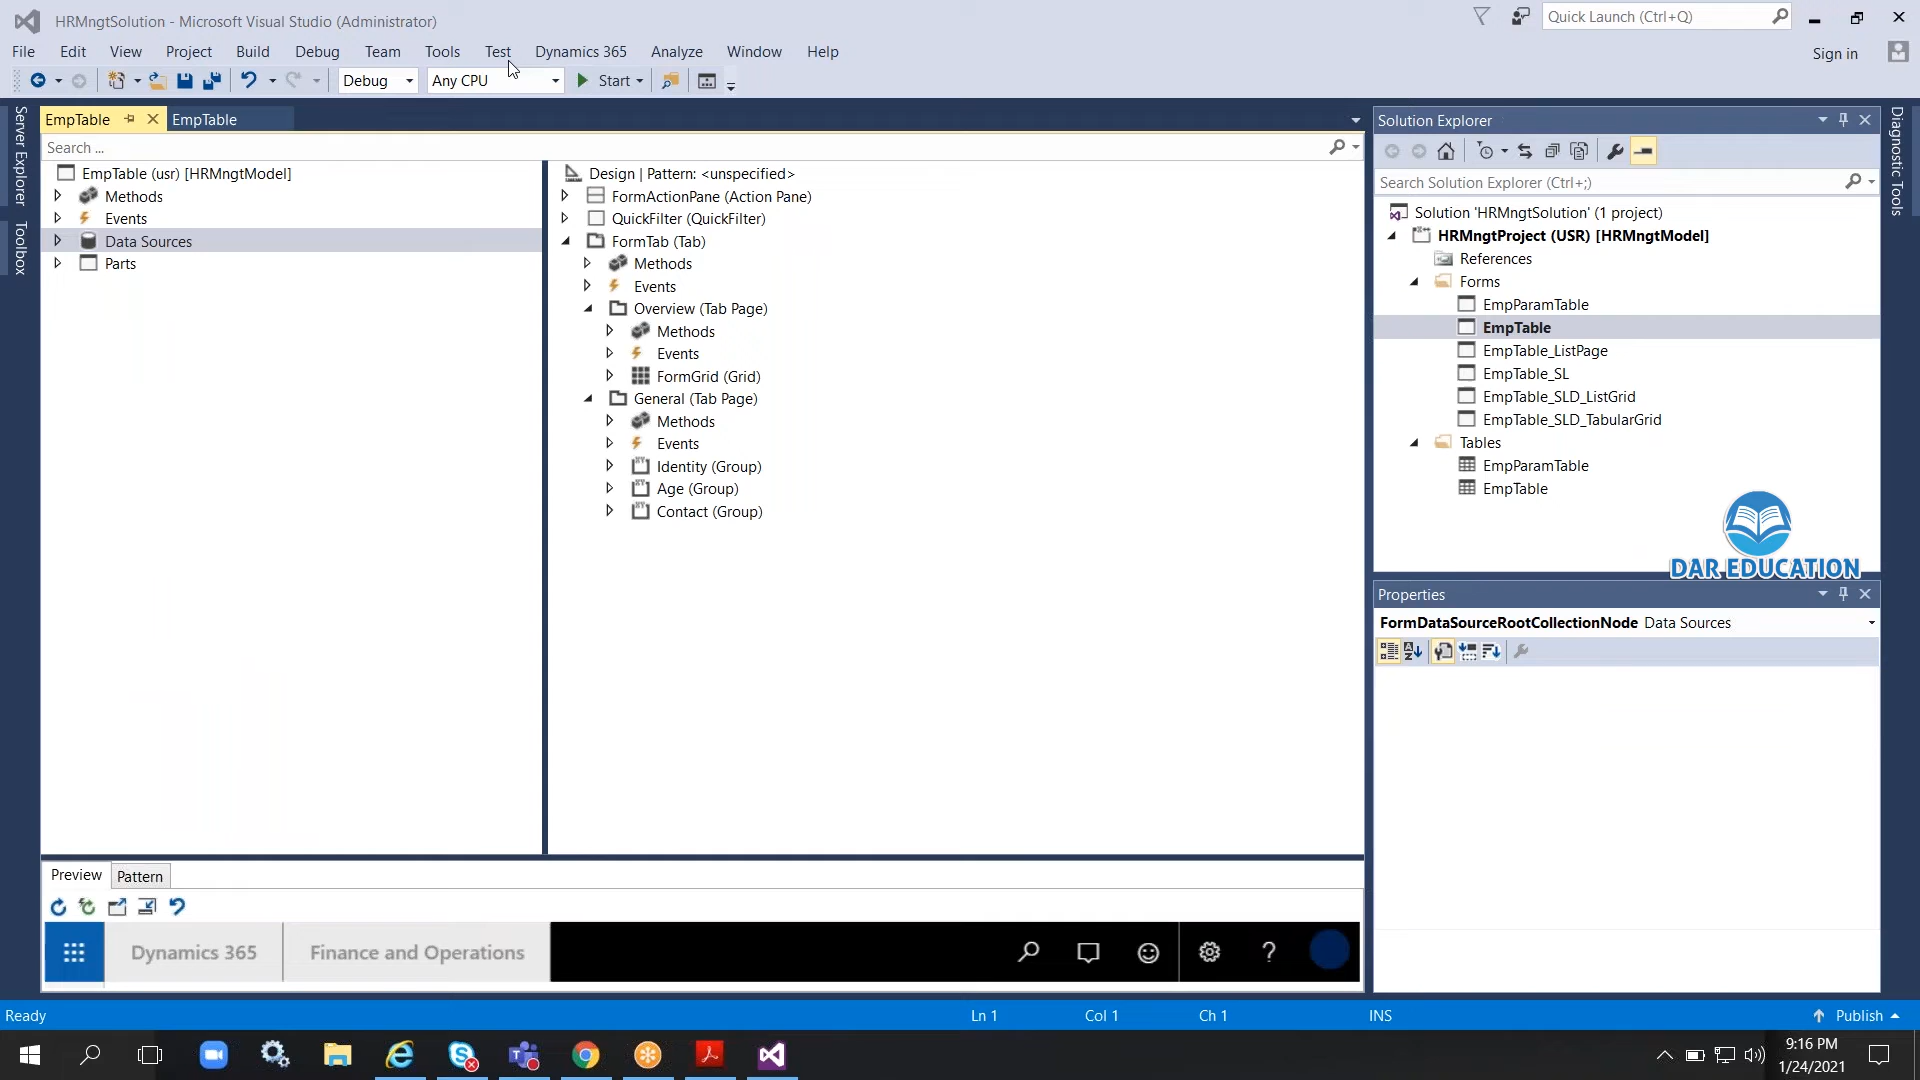 HRMngtSolution - Microsoft Visual Studio (Administrator)
Quick Launch (Ctrl+Q)
File Edit View Project Build Debug Team Tools Test Dynamics 365 Analyze Window Help
Sign in
Debug Any CPU Start
Server Explorer
Toolbox
EmpTable EmpTable
Search ...
EmpTable (usr) [HRMngtModel]
Methods
Events
Data Sources
Parts
Design | Pattern: <unspecified>
FormActionPane (Action Pane)
QuickFilter (QuickFilter)
FormTab (Tab)
Methods
Events
Overview (Tab Page)
Methods
Events
FormGrid (Grid)
General (Tab Page)
Methods
Events
Identity (Group)
Age (Group)
Contact (Group)
Solution Explorer
Search Solution Explorer (Ctrl+;)
Solution 'HRMngtSolution' (1 project)
HRMngtProject (USR) [HRMngtModel]
References
Forms
EmpParamTable
EmpTable
EmpTable_ListPage
EmpTable_SL
EmpTable_SLD_ListGrid
EmpTable_SLD_TabularGrid
Tables
EmpParamTable
EmpTable
DAR EDUCATION
Diagnostic Tools
Properties
FormDataSourceRootCollectionNode Data Sources
Preview Pattern
Dynamics 365 Finance and Operations
Ready Ln 1 Col 1 Ch 1 INS Publish
9:16 PM
1/24/2021